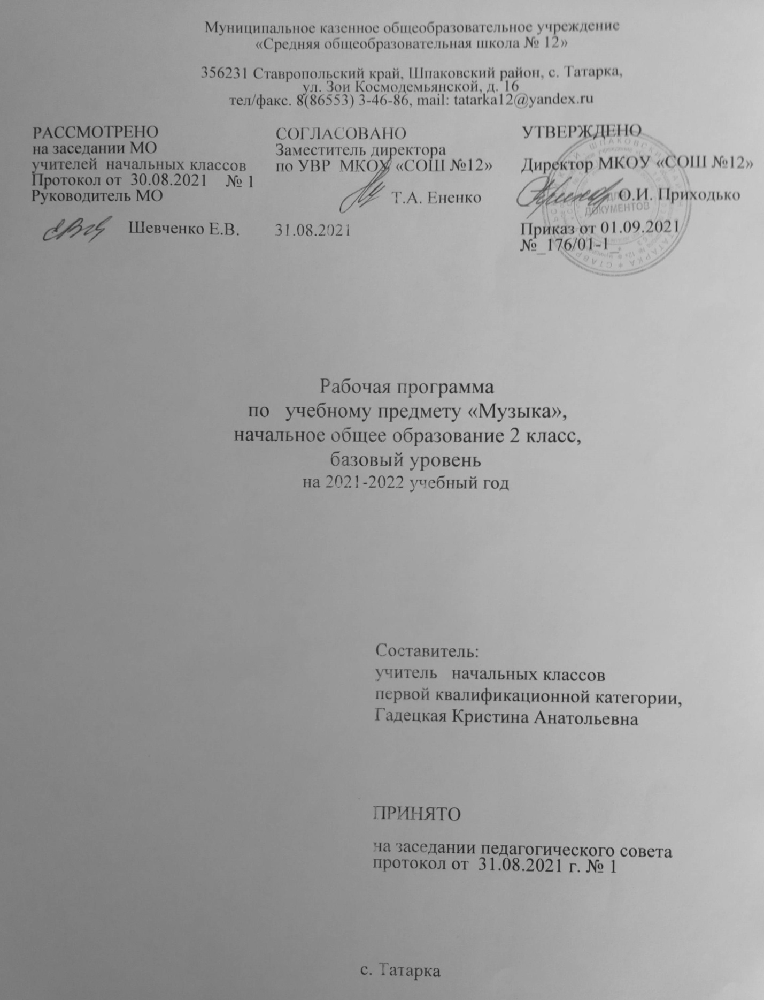 Муниципальное казенное общеобразовательное учреждение
«Средняя общеобразовательная школа № 12»
356231 Ставропольский край, Шпаковский район, с. Татарка,
ул. Зои Космодемьянской, д. 16
тел/факс. 8(86553) 3-46-86, mail: tatarka12@yandex.ru
РАССМОТРЕНО
на заседании МО
учителей начальных классов
Протокол от 30.08.2021 № 1
Руководитель МО
Шевченко Е.В.
СОГЛАСОВАНО
Заместитель директора
по УВР МКОУ «СОШ №12»
Т.А. Ененко
31.08.2021
УТВЕРЖДЕНО
Директор МКОУ «СОШ №12»
О.И. Приходько
ДЛЯ
ДОКУМЕНТОВ
Приказ от 01.09.2021
№_176/01-1_
Рабочая программа
по учебному предмету «Музыка»,
начальное общее образование 2 класс,
базовый уровень
на 2021-2022 учебный год
Составитель:
учитель начальных классов
первой квалификационной категории,
Гадецкая Кристина Анатольевна
ПРИНЯТО
на заседании педагогического совета
протокол от 31.08.2021 г. № 1
с. Татарка